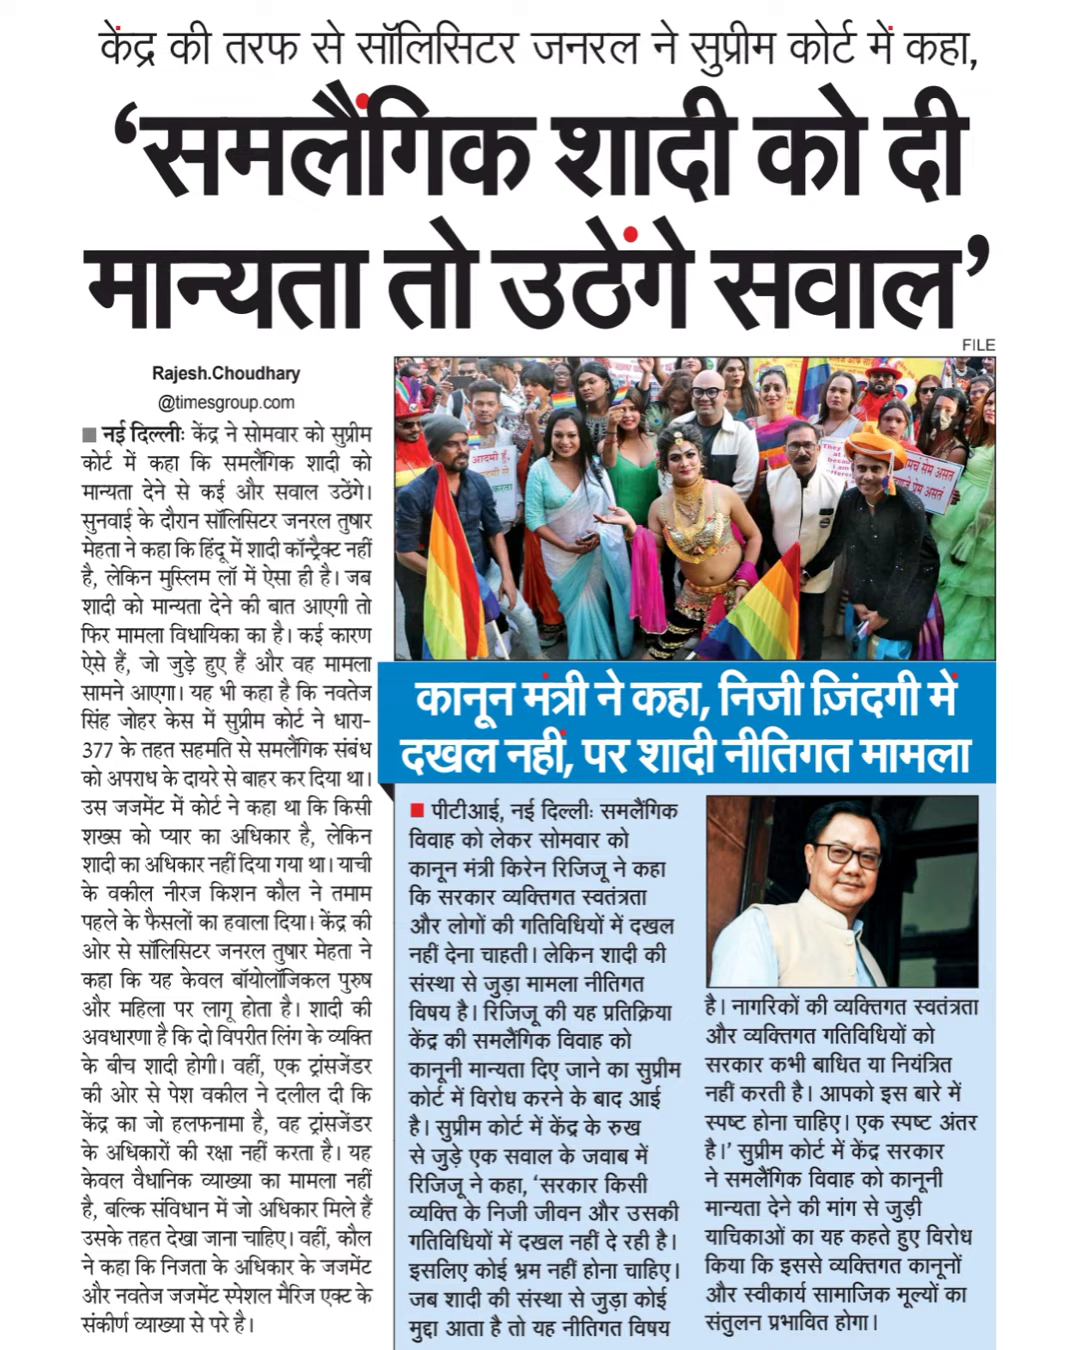 केंद्र की तरफ से सॉलिसिटर जनरल ने सुप्रीम कोर्ट में कहा,
‘समलैंगिक शादी को दी
मान्यता तो उठेंगे सवाल’
FILE
Rajesh.Choudhary
@timesgroup.com
■ नई दिल्लीः केंद्र ने सोमवार को सुप्रीम
कोर्ट में कहा कि समलैंगिक शादी को
मान्यता देने से कई और सवाल उठेंगे।
सुनवाई के दौरान सॉलिसिटर जनरल तुषार
मेहता ने कहा कि हिंदू में शादी कॉन्ट्रैक्ट नहीं
है, लेकिन मुस्लिम लॉ में ऐसा ही है। जब
शादी को मान्यता देने की बात आएगी तो
फिर मामला विधायिका का है। कई कारण
ऐसे हैं, जो जुड़े हुए हैं और वह मामला
सामने आएगा। यह भी कहा है कि नवतेज
सिंह जोहर केस में सुप्रीम कोर्ट ने धारा-
377 के तहत सहमति से समलैंगिक संबंध
को अपराध के दायरे से बाहर कर दिया था।
उस जजमेंट में कोर्ट ने कहा था कि किसी
शख्स को प्यार का अधिकार है, लेकिन
शादी का अधिकार नहीं दिया गया था। याची
के वकील नीरज किशन कौल ने तमाम
पहले के फैसलों का हवाला दिया। केंद्र की
ओर से सॉलिसिटर जनरल तुषार मेहता ने
कहा कि यह केवल बॉयोलॉजिकल पुरुष
और महिला पर लागू होता है। शादी की
अवधारणा है कि दो विपरीत लिंग के व्यक्ति
के बीच शादी होगी। वहीं, एक ट्रांसजेंडर
की ओर से पेश वकील ने दलील दी कि
केंद्र का जो हलफनामा है, वह ट्रांसजेंडर
के अधिकारों की रक्षा नहीं करता है। यह
केवल वैधानिक व्याख्या का मामला नहीं
है, बल्कि संविधान में जो अधिकार मिले हैं
उसके तहत देखा जाना चाहिए। वहीं, कौल
ने कहा कि निजता के अधिकार के जजमेंट
और नवतेज जजमेंट स्पेशल मैरिज एक्ट के
संकीर्ण व्याख्या से परे है।
आदमी हूँ,
कानून मंत्री ने कहा, निजी ज़िंदगी में
दखल नहीं, पर शादी नीतिगत मामला
■ पीटीआई, नई दिल्लीः समलैंगिक
विवाह को लेकर सोमवार को
कानून मंत्री किरेन रिजिजू ने कहा
कि सरकार व्यक्तिगत स्वतंत्रता
और लोगों की गतिविधियों में दखल
नहीं देना चाहती। लेकिन शादी की
संस्था से जुड़ा मामला नीतिगत
विषय है। रिजिजू की यह प्रतिक्रिया
केंद्र की समलैंगिक विवाह को
कानूनी मान्यता दिए जाने का सुप्रीम
कोर्ट में विरोध करने के बाद आई
है। सुप्रीम कोर्ट में केंद्र के रुख
से जुड़े एक सवाल के जवाब में
रिजिजू ने कहा, ‘सरकार किसी
व्यक्ति के निजी जीवन और उसकी
गतिविधियों में दखल नहीं दे रही है।
इसलिए कोई भ्रम नहीं होना चाहिए।
जब शादी की संस्था से जुड़ा कोई
मुद्दा आता है तो यह नीतिगत विषय
है। नागरिकों की व्यक्तिगत स्वतंत्रता
और व्यक्तिगत गतिविधियों को
सरकार कभी बाधित या नियंत्रित
नहीं करती है। आपको इस बारे में
स्पष्ट होना चाहिए। एक स्पष्ट अंतर
है।’ सुप्रीम कोर्ट में केंद्र सरकार
ने समलैंगिक विवाह को कानूनी
मान्यता देने की मांग से जुड़ी
याचिकाओं का यह कहते हुए विरोध
किया कि इससे व्यक्तिगत कानूनों
और स्वीकार्य सामाजिक मूल्यों का
संतुलन प्रभावित होगा।